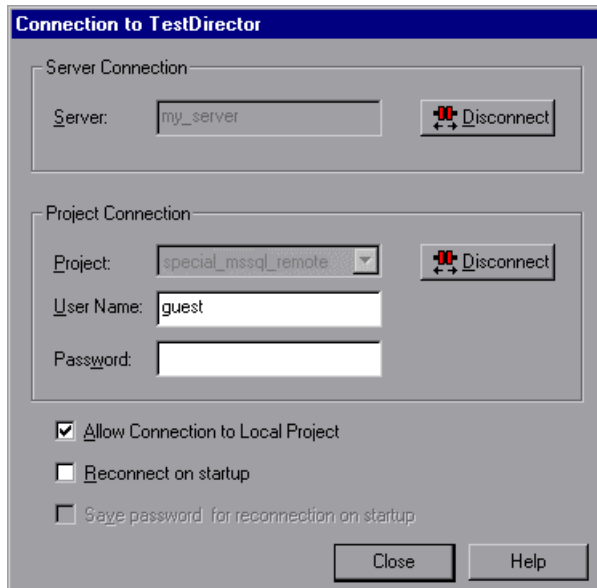 Connection to TestDirector
Server Connection
Server: my_server Disconnect
Project Connection
Project: special_mssql_remote Disconnect
User Name: guest
Password:
Allow Connection to Local Project
Reconnect on startup
Save password for reconnection on startup
Close Help